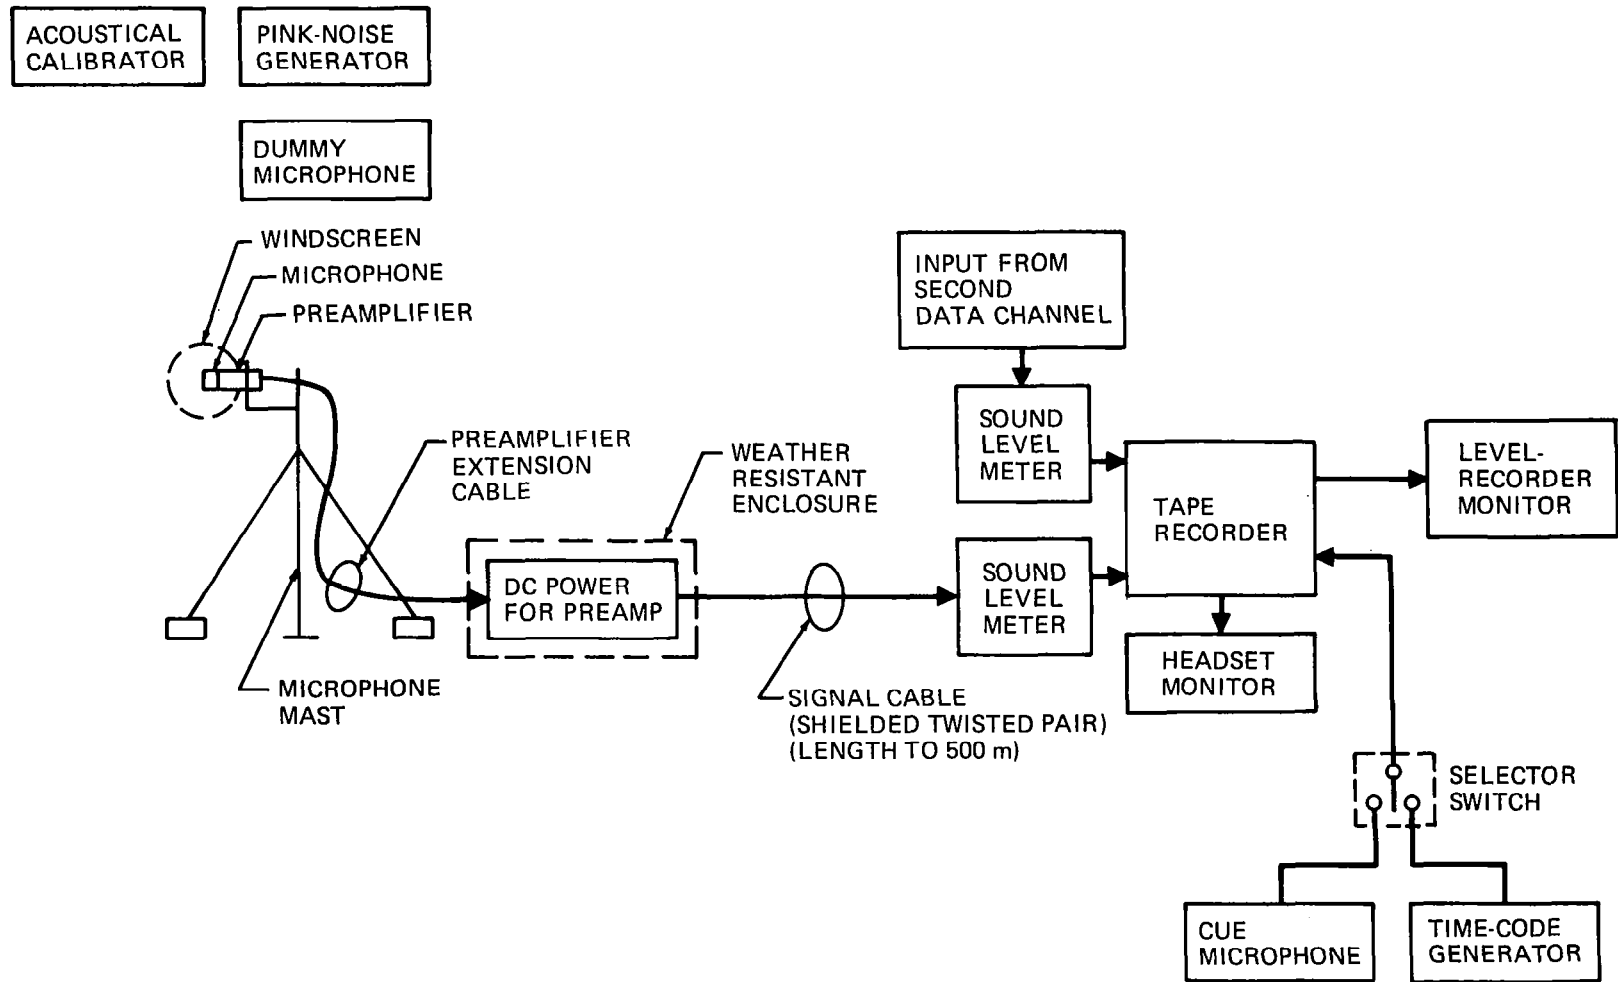 ACOUSTICAL
CALIBRATOR
PINK-NOISE
GENERATOR
DUMMY
MICROPHONE
WINDSCREEN
MICROPHONE
PREAMPLIFIER
INPUT FROM
SECOND
DATA CHANNEL
PREAMPLIFIER
EXTENSION
CABLE
WEATHER
RESISTANT
ENCLOSURE
SOUND
LEVEL
METER
TAPE
RECORDER
LEVEL-
RECORDER
MONITOR
DC POWER
FOR PREAMP
SOUND
LEVEL
METER
HEADSET
MONITOR
MICROPHONE
MAST
SIGNAL CABLE
(SHIELDED TWISTED PAIR)
(LENGTH TO 500 m)
SELECTOR
SWITCH
CUE
MICROPHONE
TIME-CODE
GENERATOR